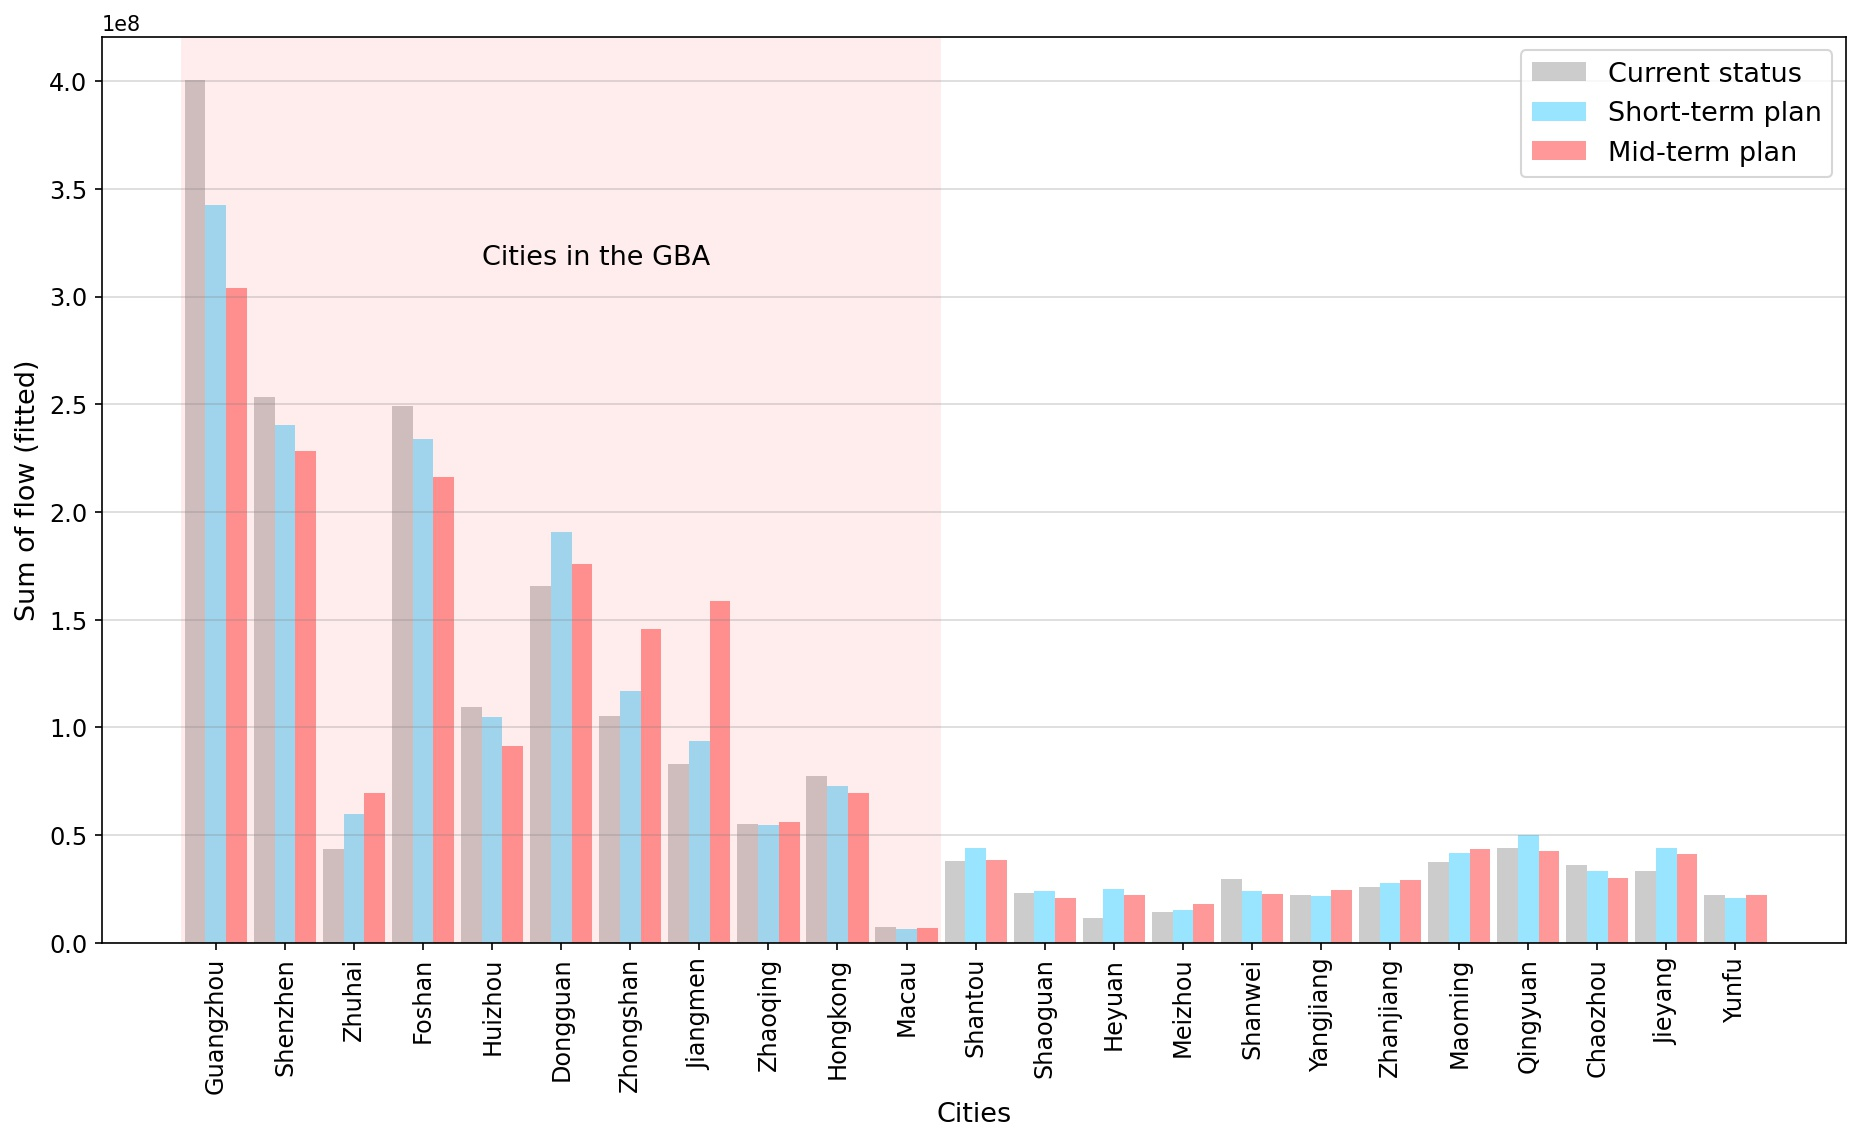 1e8
4.0
3.5
3.0
2.5
2.0
1.5
1.0
0.5
0.0
Sum of flow (fitted)
Current status
Short-term plan
Mid-term plan
Cities in the GBA
Guangzhou
Shenzhen
Zhuhai
Foshan
Huizhou
Dongguan
Zhongshan
Jiangmen
Zhaoqing
Hongkong
Macau
Shantou
Shaoguan
Heyuan
Meizhou
Shanwei
Yangjiang
Zhanjiang
Maoming
Qingyuan
Chaozhou
Jieyang
Yunfu
Cities